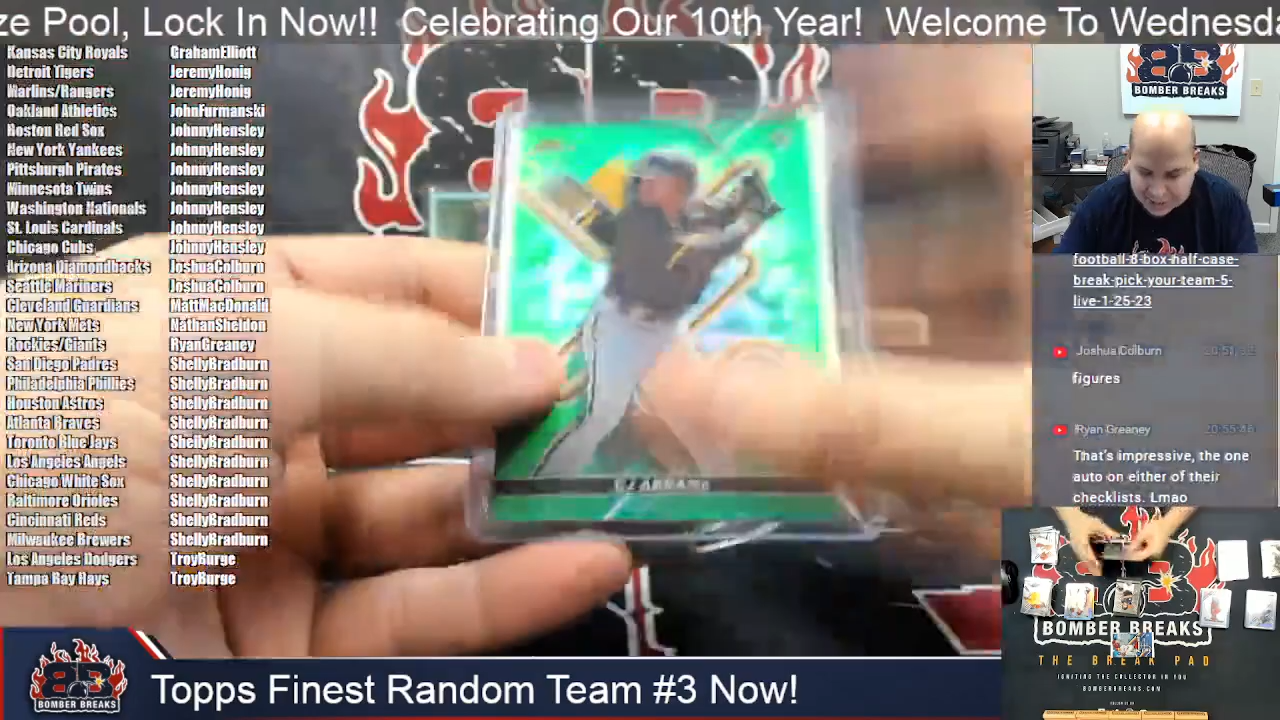 ze Pool, Lock In Now!! Celebrating Our 10th Year! Welcome To Wednesda
Kansas City Royals GrahamElliott
Detroit Tigers JeremyHonig
Marlins/Rangers JeremyHonig
Oakland Athletics JohnFurmanski
Boston Red Sox JohnnyHensley
New York Yankees JohnnyHensley
Pittsburgh Pirates JohnnyHensley
Minnesota Twins JohnnyHensley
Washington Nationals JohnnyHensley
St. Louis Cardinals JohnnyHensley
Chicago Cubs JohnnyHensley
Arizona Diamondbacks JoshuaColburn
Seattle Mariners JoshuaColburn
Cleveland Guardians MattMacDonald
New York Mets NathanSheldon
Rockies/Giants RyanGreaney
San Diego Padres ShellyBradburn
Philadelphia Phillies ShellyBradburn
Houston Astros ShellyBradburn
Atlanta Braves ShellyBradburn
Toronto Blue Jays ShellyBradburn
Los Angeles Angels ShellyBradburn
Chicago White Sox ShellyBradburn
Baltimore Orioles ShellyBradburn
Cincinnati Reds ShellyBradburn
Milwaukee Brewers ShellyBradburn
Los Angeles Dodgers TroyBurge
Tampa Bay Rays TroyBurge
BOMBER BREAKS
football-8-box-half-case-
break-pick-your-team-5-
live-1-25-23
Joshua Colburn
figures
Ryan Greaney
That's impressive, the one
auto on either of their
checklists. Lmao
BOMBER BREAKS
THE BREAK PAD
IGNITING THE COLLECTOR IN YOU
BOMBERBREAKS.COM
BOMBER BREAKS
Topps Finest Random Team #3 Now!